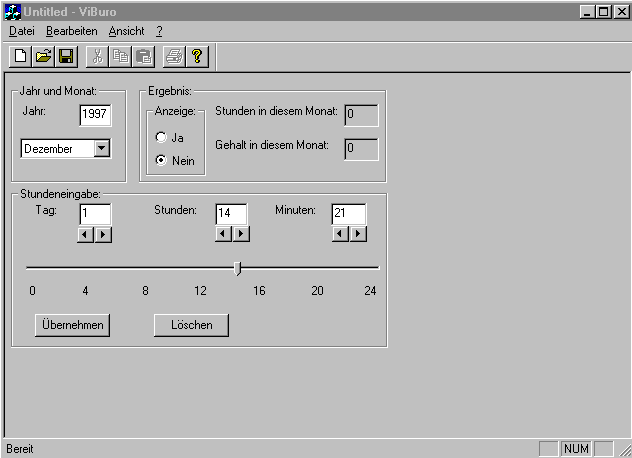 Untitled - ViBuro
Datei Bearbeiten Ansicht ?
Jahr und Monat:
Jahr: 1997
Dezember
Ergebnis:
Anzeige:
Ja
Nein
Stunden in diesem Monat: 0
Gehalt in diesem Monat: 0
Stundeneingabe:
Tag: 1 Stunden: 14 Minuten: 21
0 4 8 12 16 20 24
Übernehmen Löschen
Bereit NUM